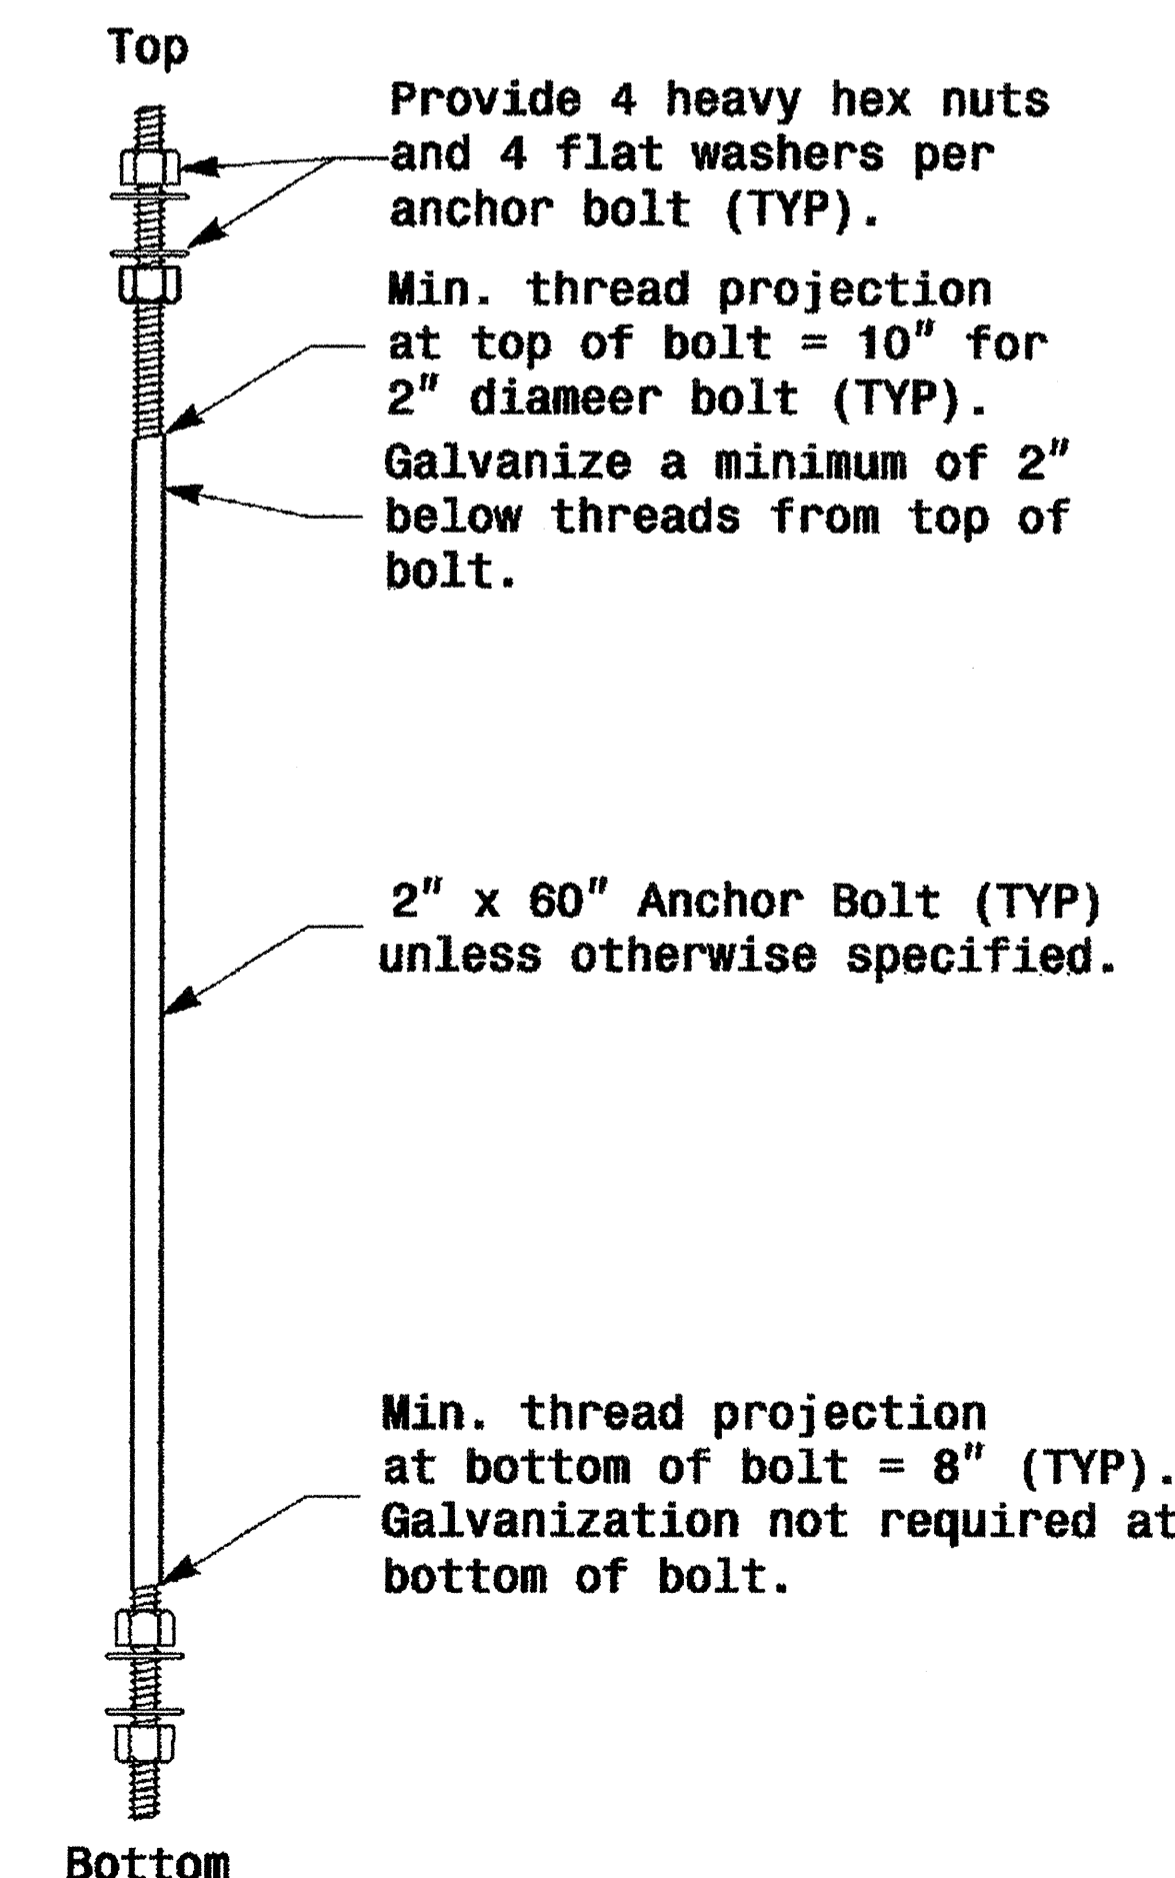 Top
Provide 4 heavy hex nuts
and 4 flat washers per
anchor bolt (TYP).
Min. thread projection
at top of bolt = 10" for
2" diameer bolt (TYP).
Galvanize a minimum of 2"
below threads from top of
bolt.
2" x 60" Anchor Bolt (TYP)
unless otherwise specified.
Min. thread projection
at bottom of bolt = 8" (TYP).
Galvanization not required at
bottom of bolt.
Bottom